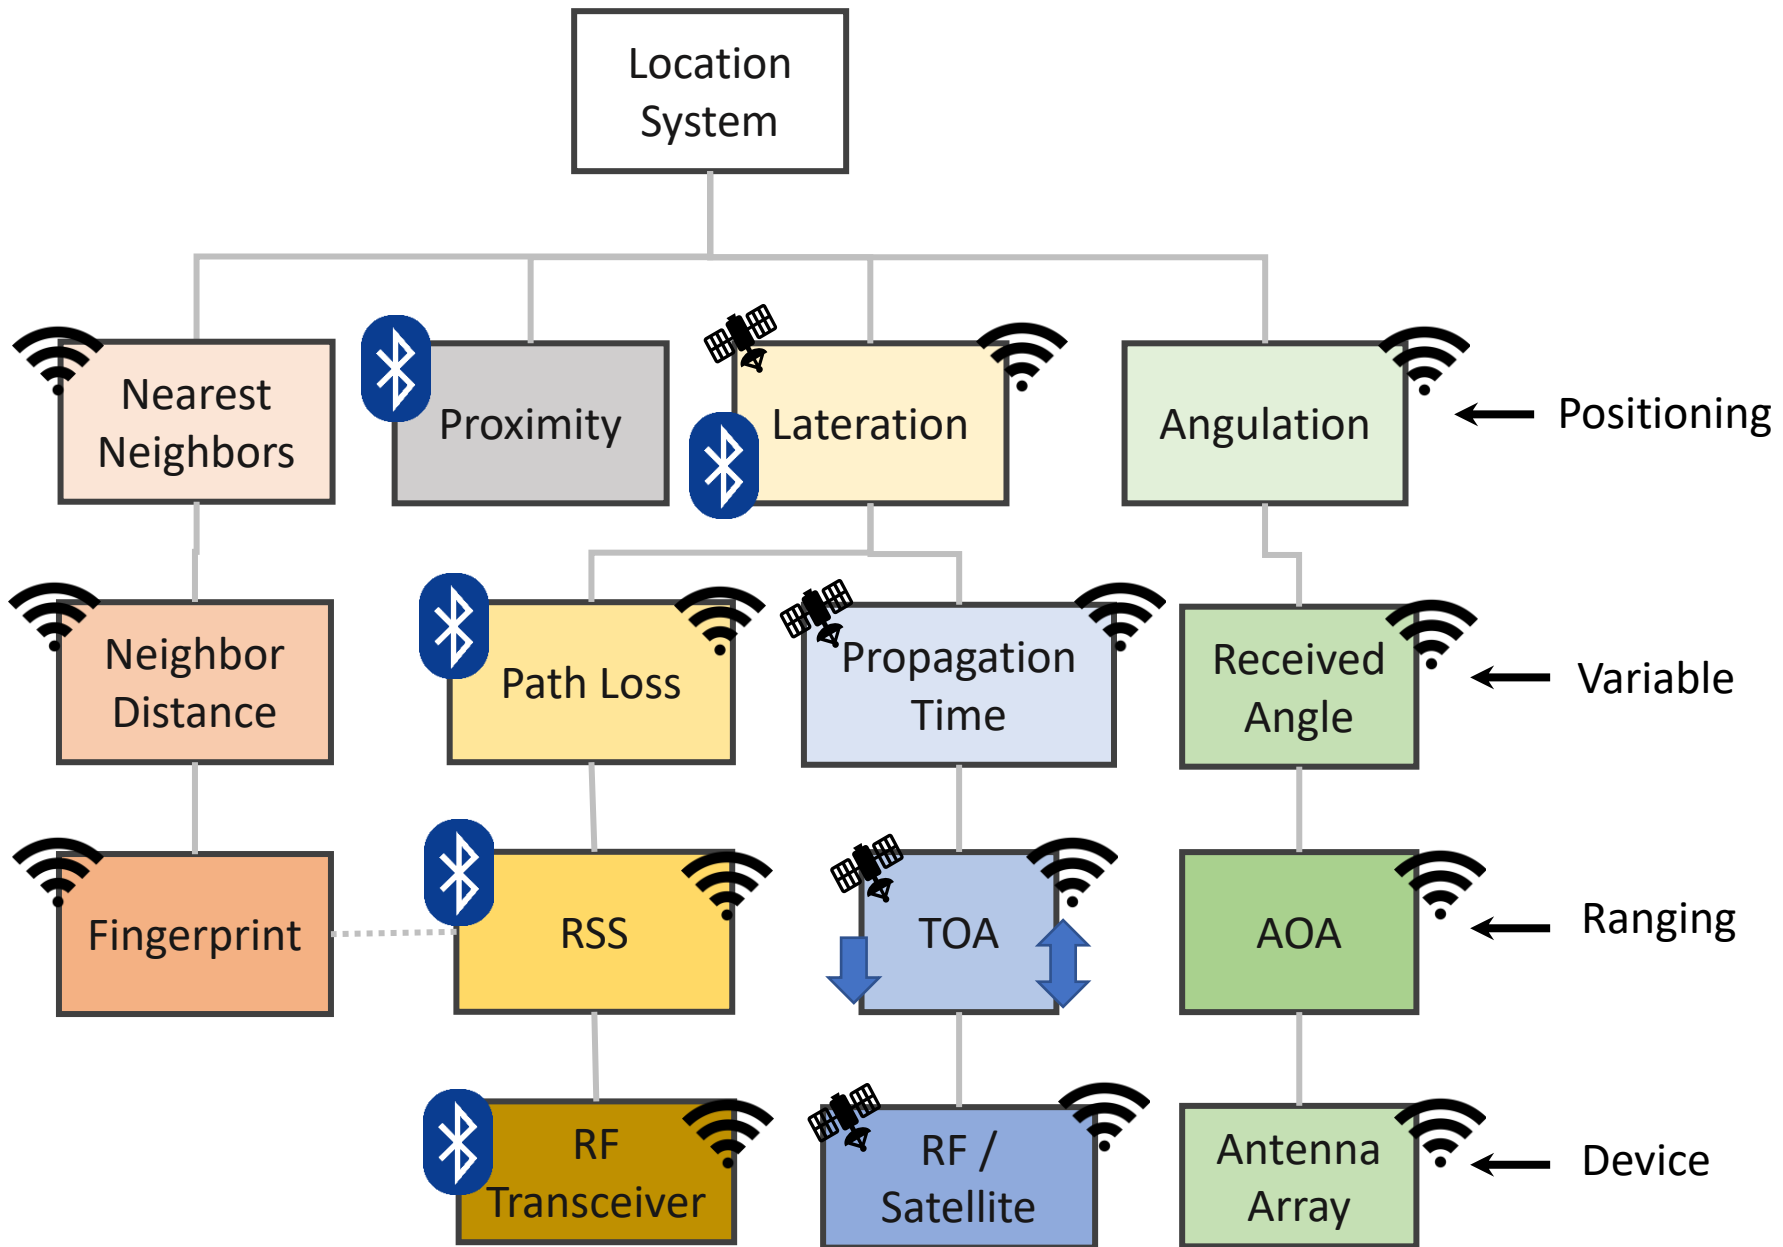 Location
System
Nearest
Neighbors
Proximity
Lateration
Angulation
Positioning
Neighbor
Distance
Path Loss
Propagation
Time
Received
Angle
Variable
Fingerprint
RSS
TOA
AOA
Ranging
RF
Transceiver
RF /
Satellite
Antenna
Array
Device